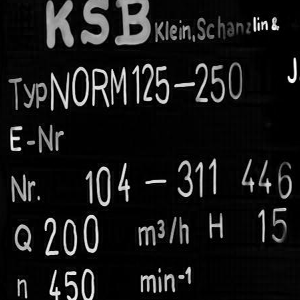 KSB Klein, Schanzlin &
Typ NORM 125-250 J
E-Nr
Nr. 104 - 311 446
Q 200 m³/h H 15
n 450 min-1